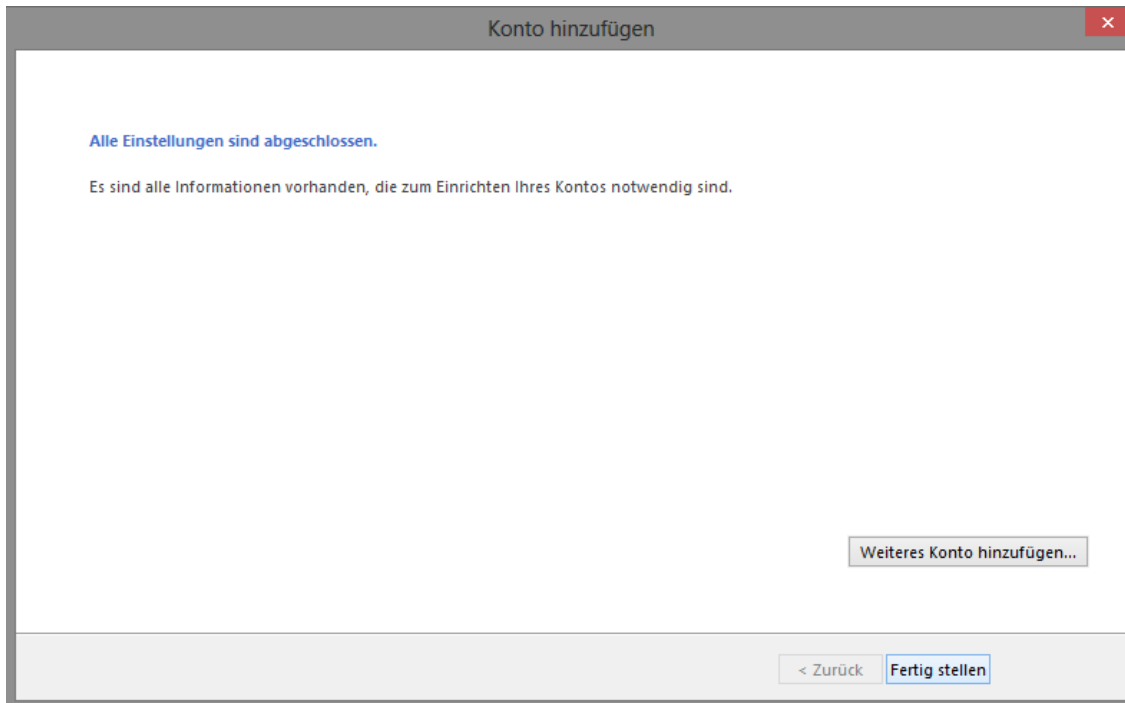 Konto hinzufügen
Alle Einstellungen sind abgeschlossen.
Es sind alle Informationen vorhanden, die zum Einrichten Ihres Kontos notwendig sind.
Weiteres Konto hinzufügen...
< Zurück
Fertig stellen